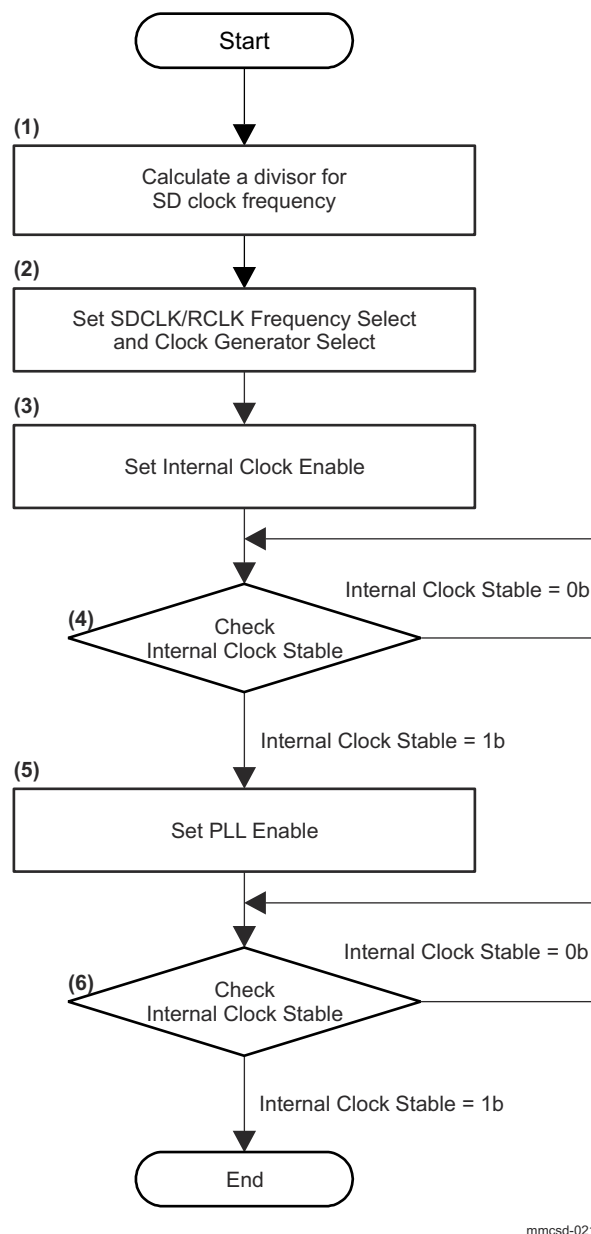 Start
(1)
Calculate a divisor for
SD clock frequency
(2)
Set SDCLK/RCLK Frequency Select
and Clock Generator Select
(3)
Set Internal Clock Enable
Internal Clock Stable = 0b
(4)
Check
Internal Clock Stable
Internal Clock Stable = 1b
(5)
Set PLL Enable
Internal Clock Stable = 0b
(6)
Check
Internal Clock Stable
Internal Clock Stable = 1b
End